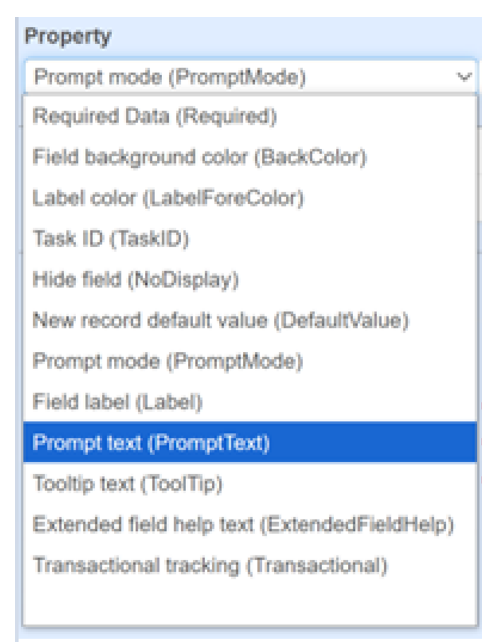 Property
Prompt mode (PromptMode)
Required Data (Required)
Field background color (BackColor)
Label color (LabelForeColor)
Task ID (TaskID)
Hide field (NoDisplay)
New record default value (DefaultValue)
Prompt mode (PromptMode)
Field label (Label)
Prompt text (PromptText)
Tooltip text (ToolTip)
Extended field help text (ExtendedFieldHelp)
Transactional tracking (Transactional)